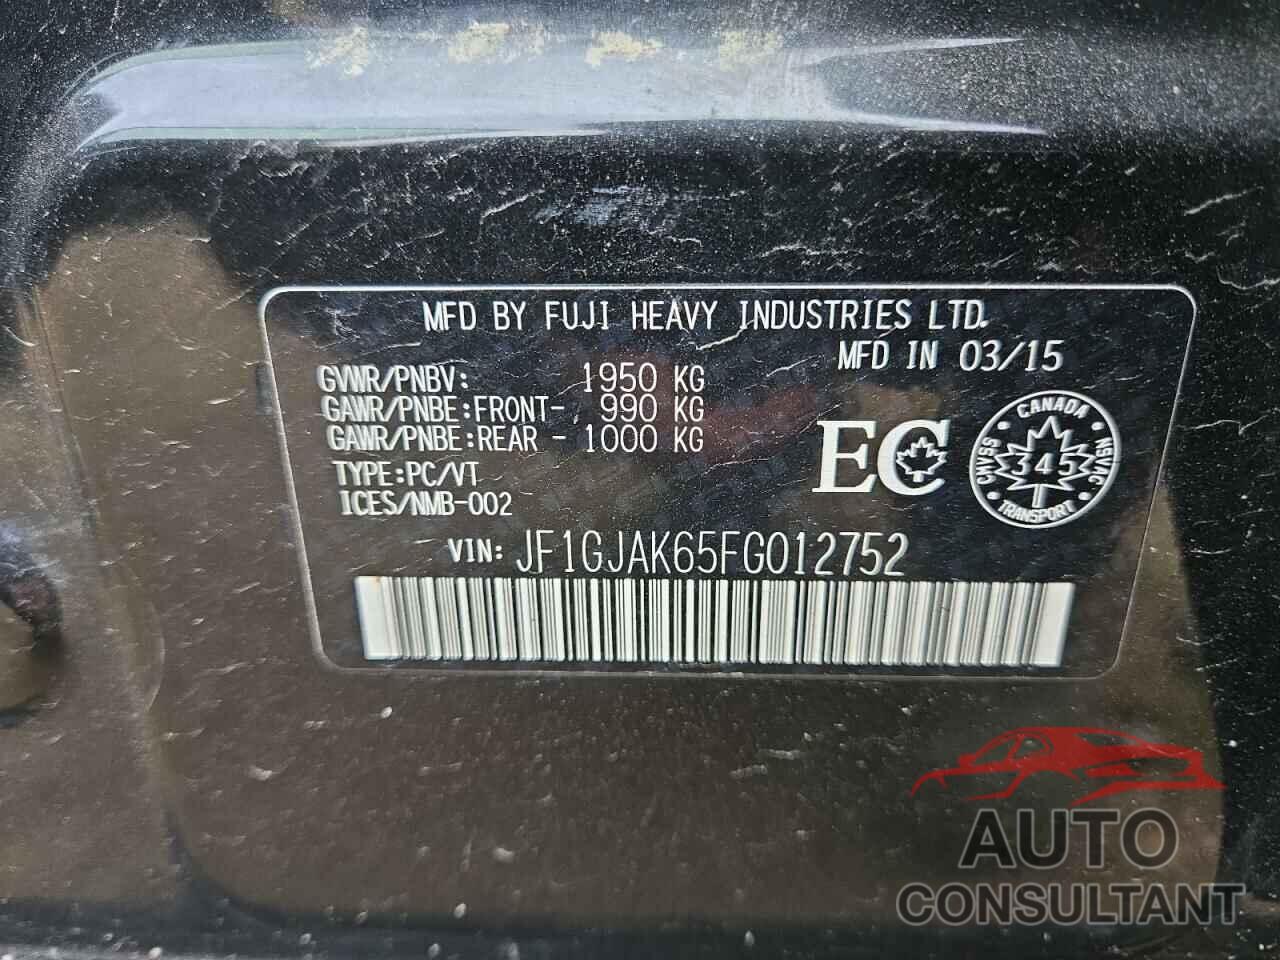 MFD BY FUJI HEAVY INDUSTRIES LTD.
MFD IN 03/15
GVWR/PNBV: 1950 KG
GAWR/PNBE:FRONT- 990 KG
GAWR/PNBE:REAR - 1000 KG
TYPE:PC/VT
ICES/NMB-002
EC
CANADA
CMVSS 345 NSVAC
TRANSPORT
VIN: JF1GJAK65FG012752
AUTO
CONSULTANT